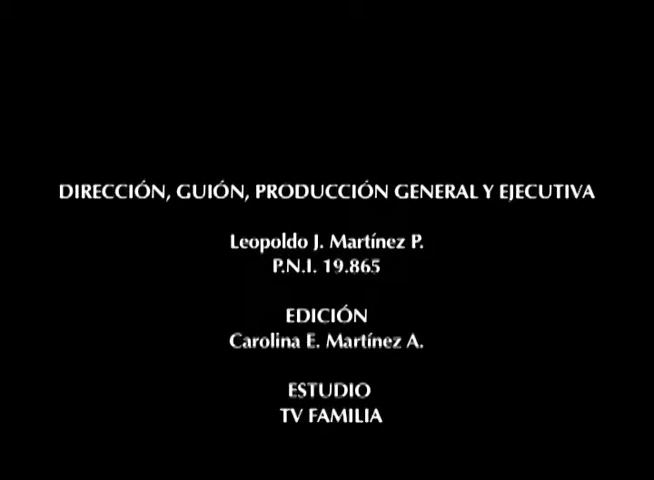 DIRECCIÓN, GUIÓN, PRODUCCIÓN GENERAL Y EJECUTIVA
Leopoldo J. Martínez P.
P.N.I. 19.865
EDICIÓN
Carolina E. Martínez A.
ESTUDIO
TV FAMILIA